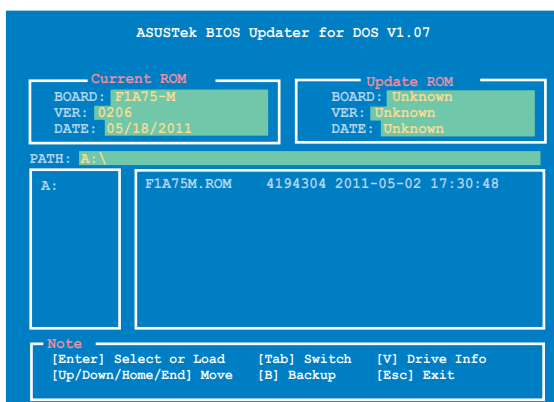 ASUSTek BIOS Updater for DOS V1.07
Current ROM
BOARD: F1A75-M
VER: 0206
DATE: 05/18/2011
Update ROM
BOARD: Unknown
VER: Unknown
DATE: Unknown
PATH: A:\
A:
F1A75M.ROM 4194304 2011-05-02 17:30:48
Note
[Enter] Select or Load [Tab] Switch [V] Drive Info
[Up/Down/Home/End] Move [B] Backup [Esc] Exit